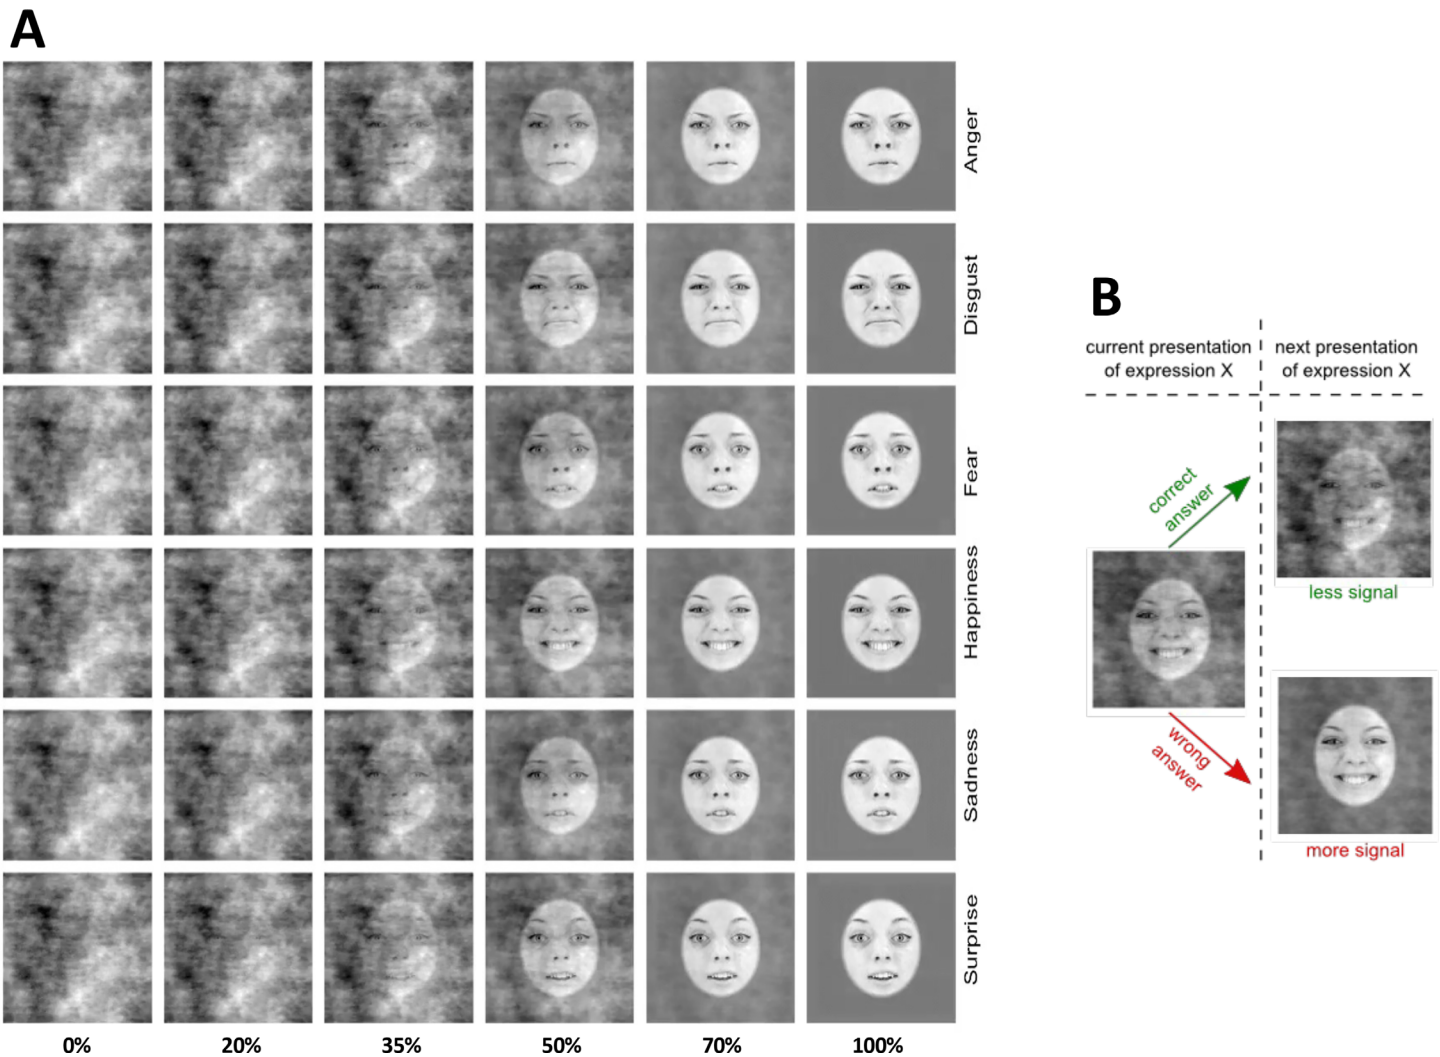 A
Anger
Disgust
Fear
Happiness
Sadness
Surprise
0% 20% 35% 50% 70% 100%
B
current presentation
of expression X
next presentation
of expression X
correct
answer
less signal
wrong
answer
more signal